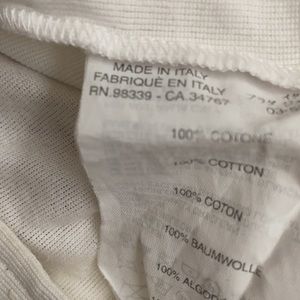 MADE IN ITALY
FABRIQUÉ EN ITALY
RN.98339 - CA.34767
100% COTONE
100% COTTON
100% COTON
100% BAUMWOLLE
100% ALGOD